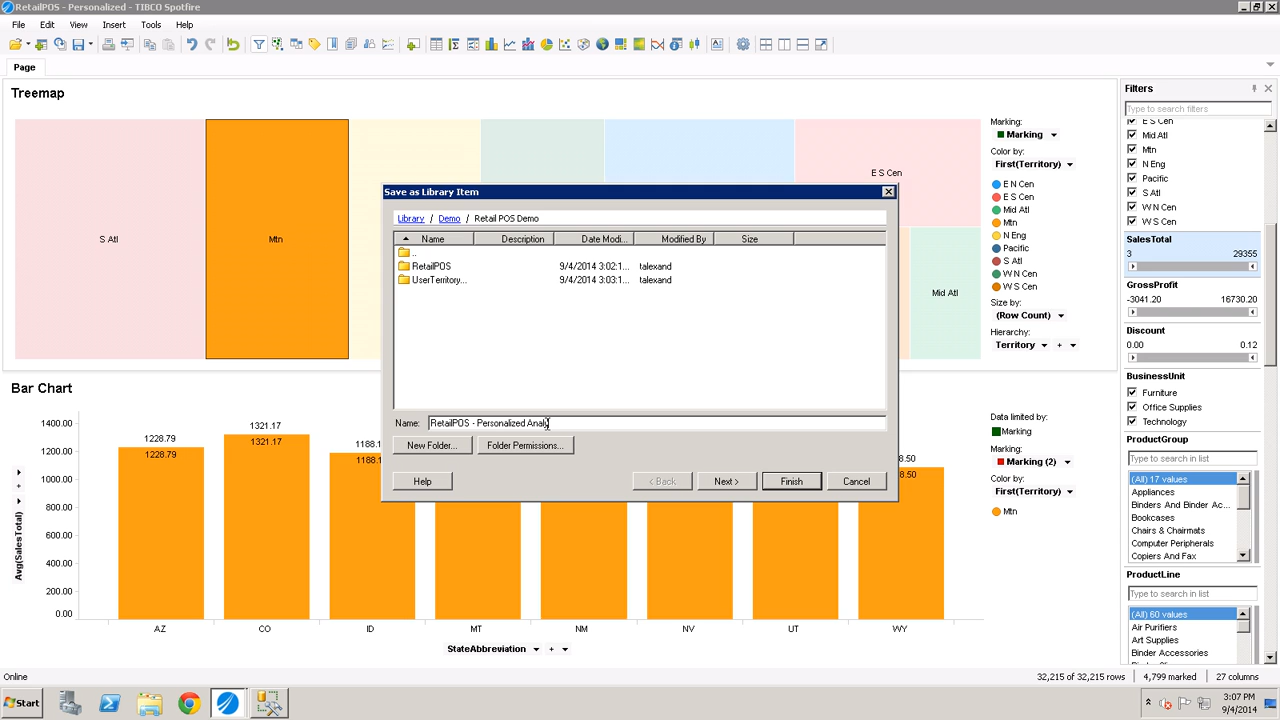 RetailPOS - Personalized - TIBCO Spotfire
File Edit View Insert Tools Help
Page
Treemap
S Atl
Mtn
E S Cen
Mid Atl
Marking:
Marking
Color by:
First(Territory)
E N Cen
E S Cen
Mid Atl
Mtn
N Eng
Pacific
S Atl
W N Cen
W S Cen
Size by:
(Row Count)
Hierarchy:
Territory +
Save as Library Item
Library / Demo / Retail POS Demo
Name Description Date Modi... Modified By Size
..
RetailPOS 9/4/2014 3:02:1... talexand
UserTerritory... 9/4/2014 3:03:1... talexand
Name: RetailPOS - Personalized Analy
New Folder... Folder Permissions...
Help < Back Next > Finish Cancel
Bar Chart
Avg(SalesTotal)
+
1400.00
1200.00
1000.00
800.00
600.00
400.00
200.00
0.00
1228.79
1228.79
1321.17
1321.17
1188.1
1188.1
8.50
8.50
AZ CO ID MT NM NV UT WY
StateAbbreviation +
Data limited by:
Marking
Marking:
Marking (2)
Color by:
First(Territory)
Mtn
Filters
Type to search filters
E S Cen
Mid Atl
Mtn
N Eng
Pacific
S Atl
W N Cen
W S Cen
SalesTotal
3 29355
GrossProfit
-3041.20 16730.20
Discount
0.00 0.12
BusinessUnit
Furniture
Office Supplies
Technology
ProductGroup
Type to search in list
(All) 17 values
Appliances
Binders And Binder Ac...
Bookcases
Chairs & Chairmats
Computer Peripherals
Copiers And Fax
ProductLine
Type to search in list
(All) 60 values
Air Purifiers
Art Supplies
Binder Accessories
Online 32,215 of 32,215 rows 4,799 marked 27 columns
Start
3:07 PM
9/4/2014